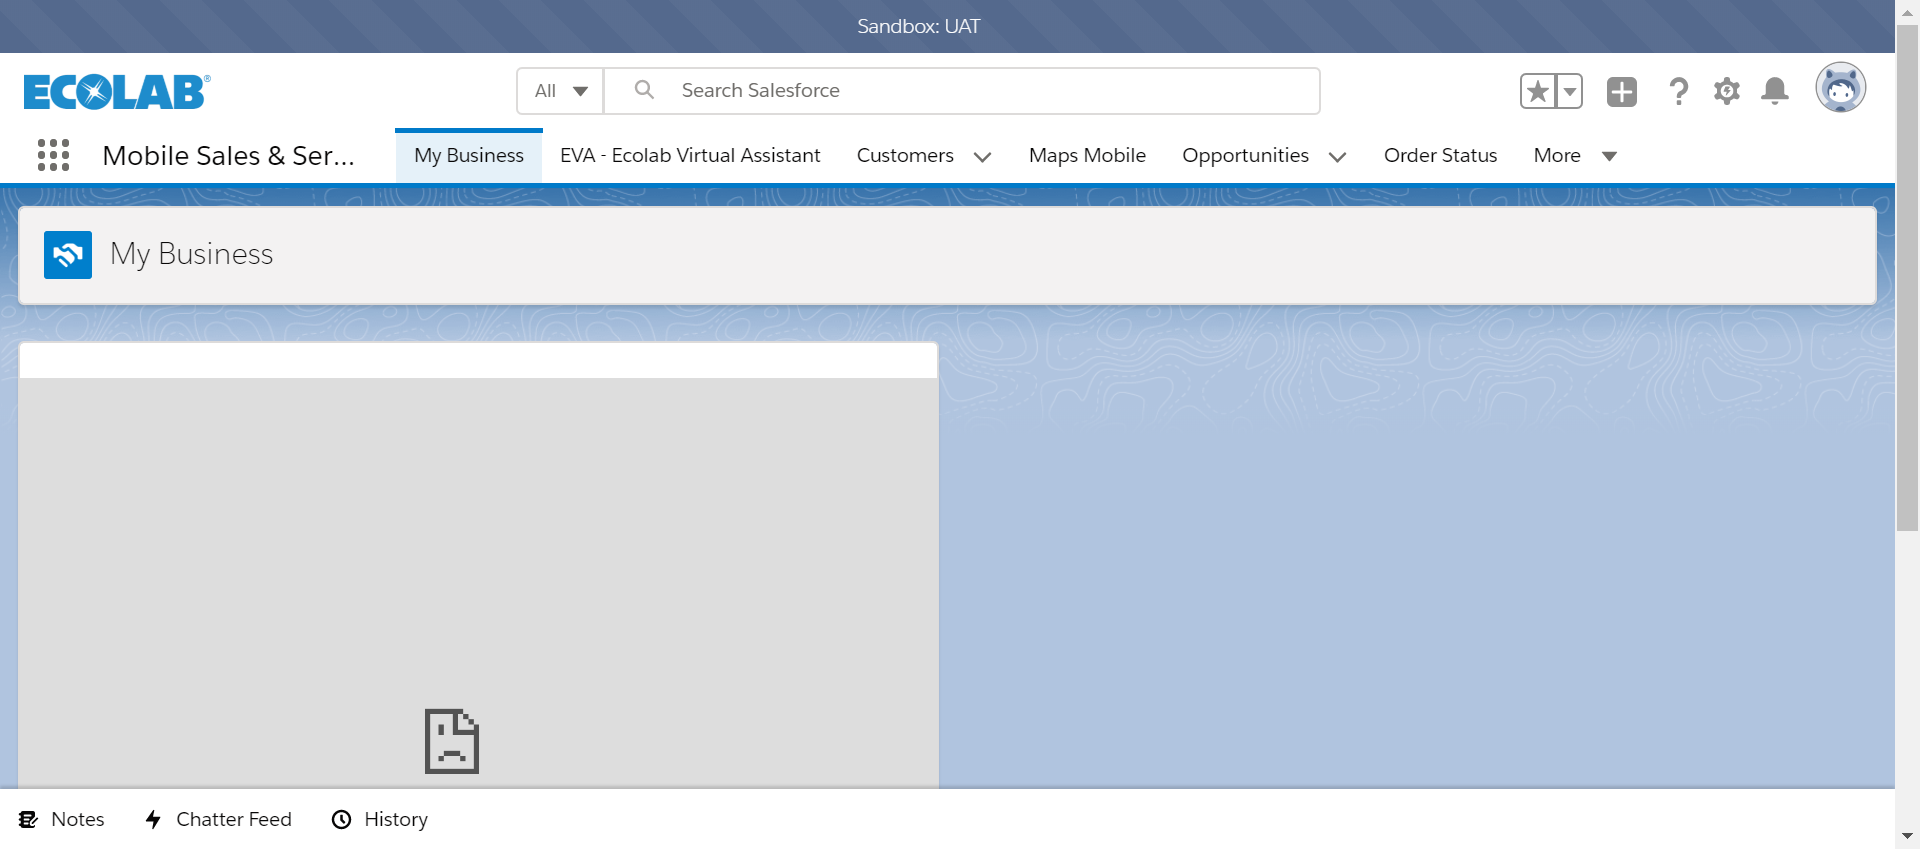 Sandbox: UAT
ECOLAB®
All
Search Salesforce
Mobile Sales & Ser...
My Business
EVA - Ecolab Virtual Assistant
Customers
Maps Mobile
Opportunities
Order Status
More
My Business
Notes
Chatter Feed
History